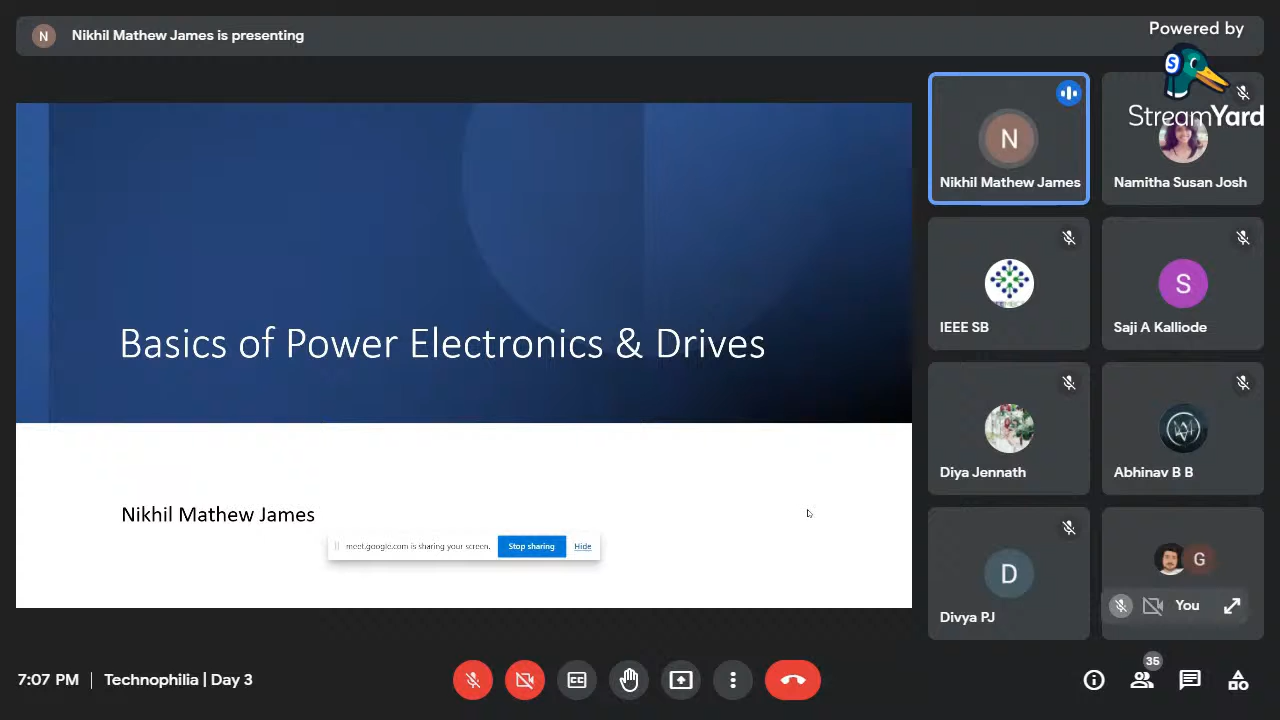 N Nikhil Mathew James is presenting
Powered by
StreamYard
Basics of Power Electronics & Drives
Nikhil Mathew James
meet.google.com is sharing your screen. Stop sharing Hide
N
Nikhil Mathew James
Namitha Susan Josh
IEEE SB
S
Saji A Kalliode
Diya Jennath
Abhinav B B
D
Divya PJ
G
You
7:07 PM | Technophilia | Day 3
CC
35